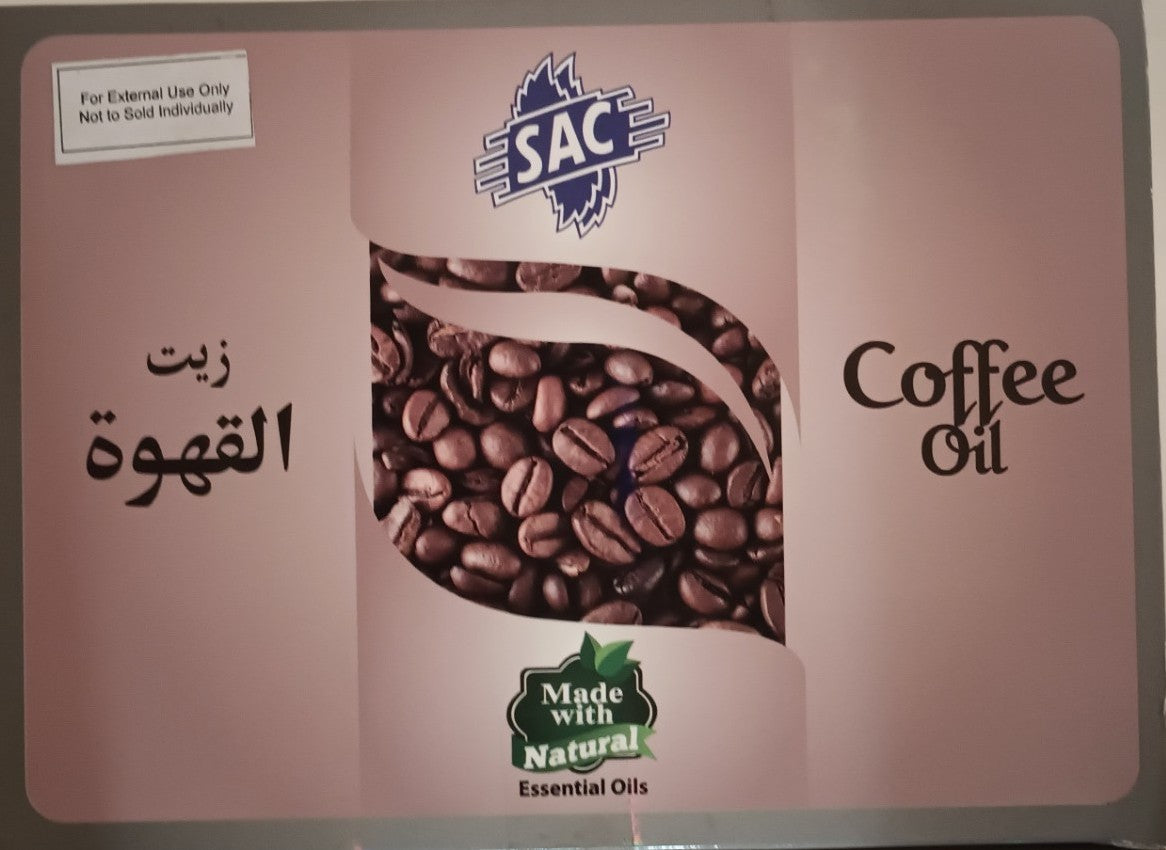 For External Use Only
Not to Sold Individually
SAC
زيت
القهوة
Coffee
Oil
Made
with
Natural
Essential Oils